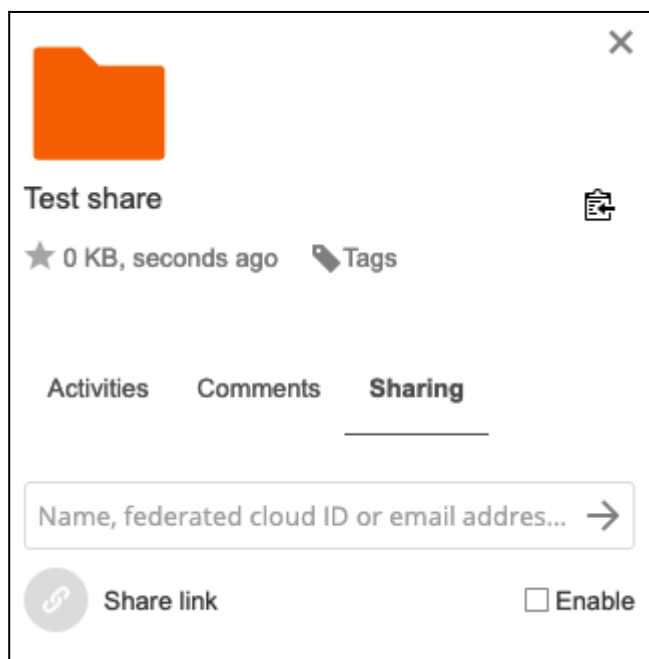 Test share
0 KB, seconds ago Tags
Activities Comments Sharing
Name, federated cloud ID or email addres...
Share link Enable